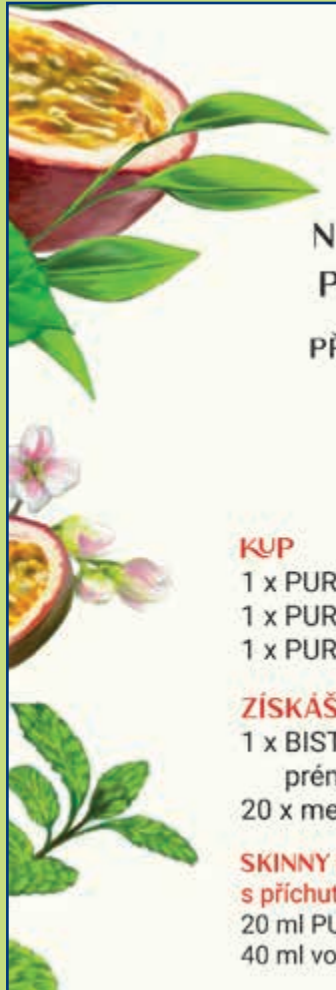 N
P
PŘ
KUP
1 x PUR
1 x PUR
1 x PUR
ZÍSKÁŠ
1 x BIST
prém
20 x me
SKINNY
s příchut
20 ml PU
40 ml vo